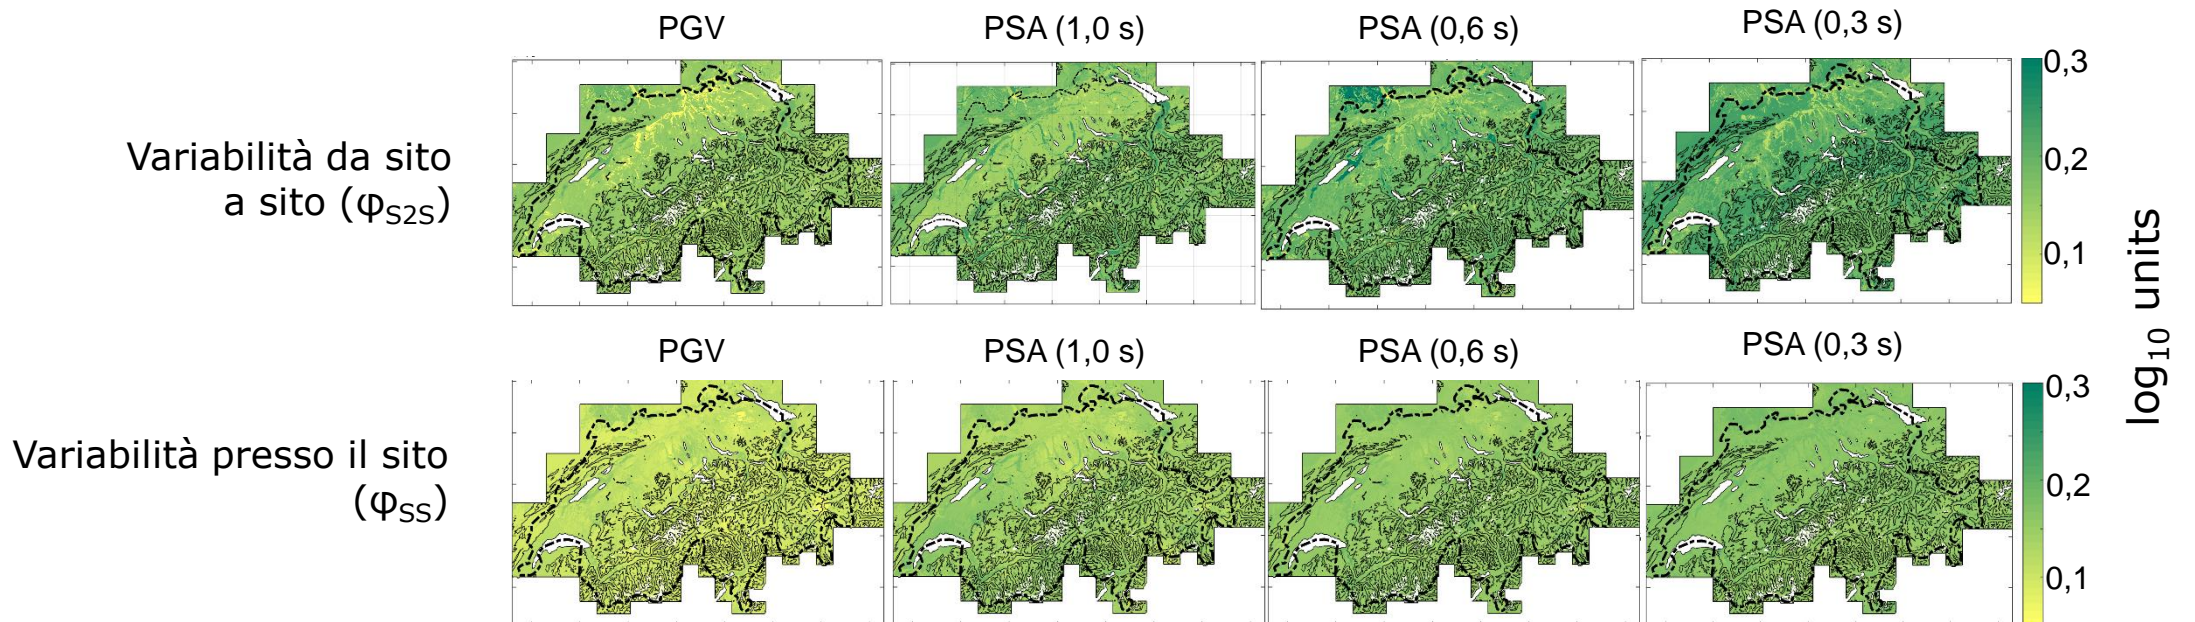 PGV
PSA (1,0 s)
PSA (0,6 s)
PSA (0,3 s)
Variabilità da sito
a sito (φS2S)
0,3
0,2
0,1
log10 units
PGV
PSA (1,0 s)
PSA (0,6 s)
PSA (0,3 s)
Variabilità presso il sito
(φSS)
0,3
0,2
0,1